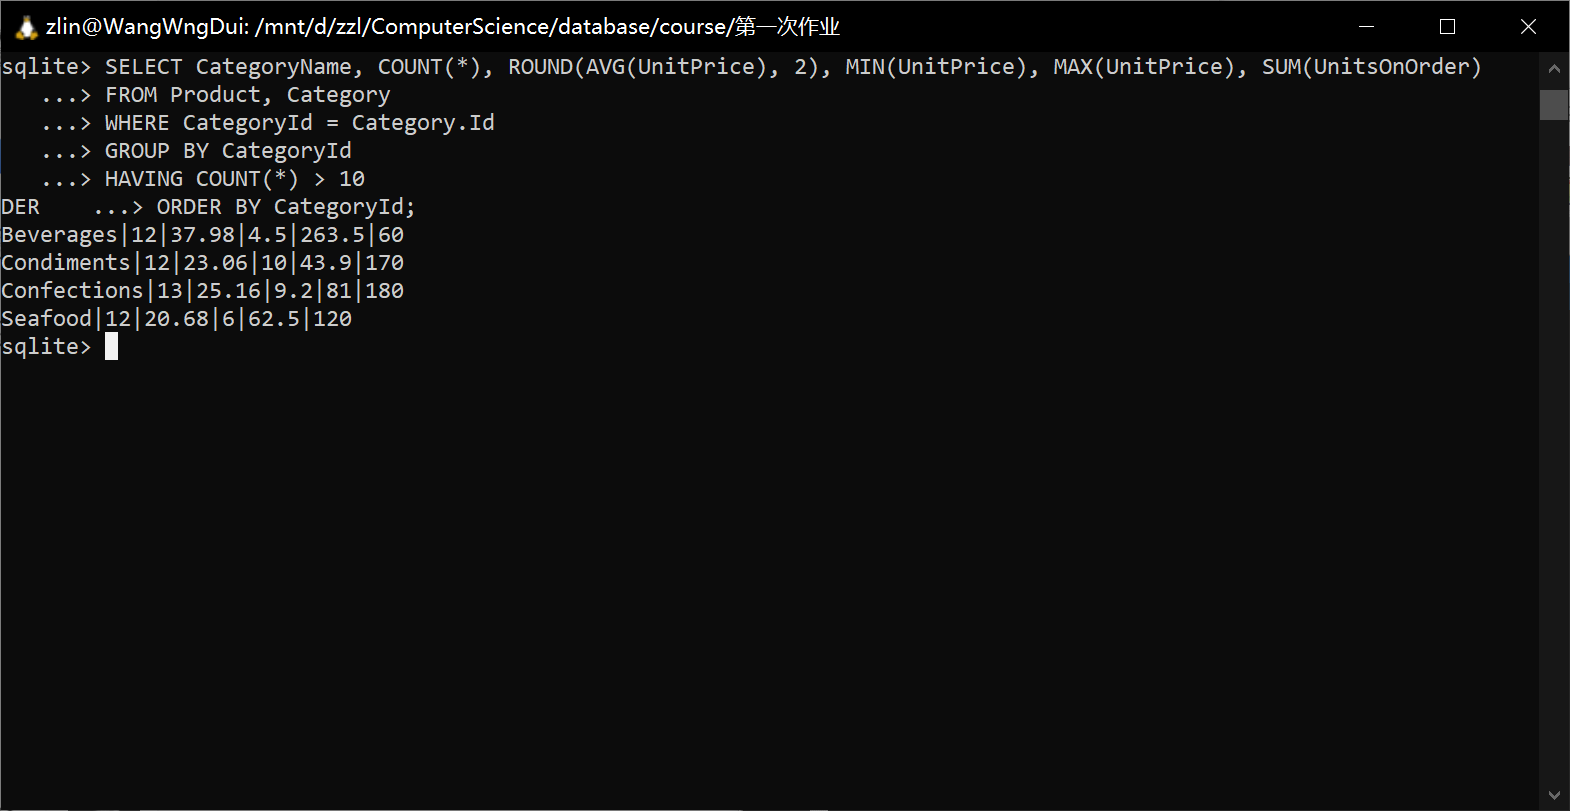 zlin@WangWngDui: /mnt/d/zzl/ComputerScience/database/course/第一次作业
sqlite> SELECT CategoryName, COUNT(*), ROUND(AVG(UnitPrice), 2), MIN(UnitPrice), MAX(UnitPrice), SUM(UnitsOnOrder)
   ...> FROM Product, Category
   ...> WHERE CategoryId = Category.Id
   ...> GROUP BY CategoryId
   ...> HAVING COUNT(*) > 10
DER    ...> ORDER BY CategoryId;
Beverages|12|37.98|4.5|263.5|60
Condiments|12|23.06|10|43.9|170
Confections|13|25.16|9.2|81|180
Seafood|12|20.68|6|62.5|120
sqlite>